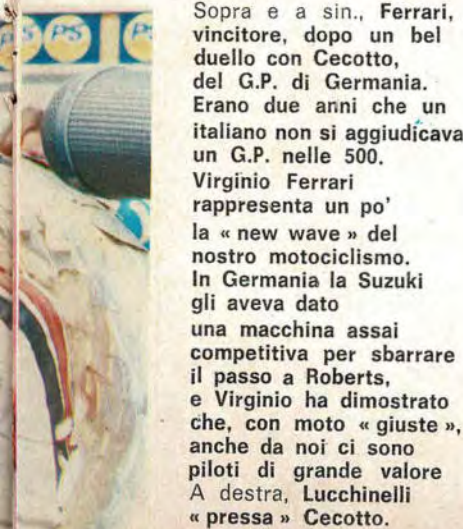 PS PS
Sopra e a sin., Ferrari,
vincitore, dopo un bel
duello con Cecotto,
del G.P. di Germania.
Erano due anni che un
italiano non si aggiudicava
un G.P. nelle 500.
Virginio Ferrari
rappresenta un po'
la « new wave » del
nostro motociclismo.
In Germania la Suzuki
gli aveva dato
una macchina assai
competitiva per sbarrare
il passo a Roberts,
e Virginio ha dimostrato
che, con moto « giuste »,
anche da noi ci sono
piloti di grande valore
A destra, Lucchinelli
« pressa » Cecotto.